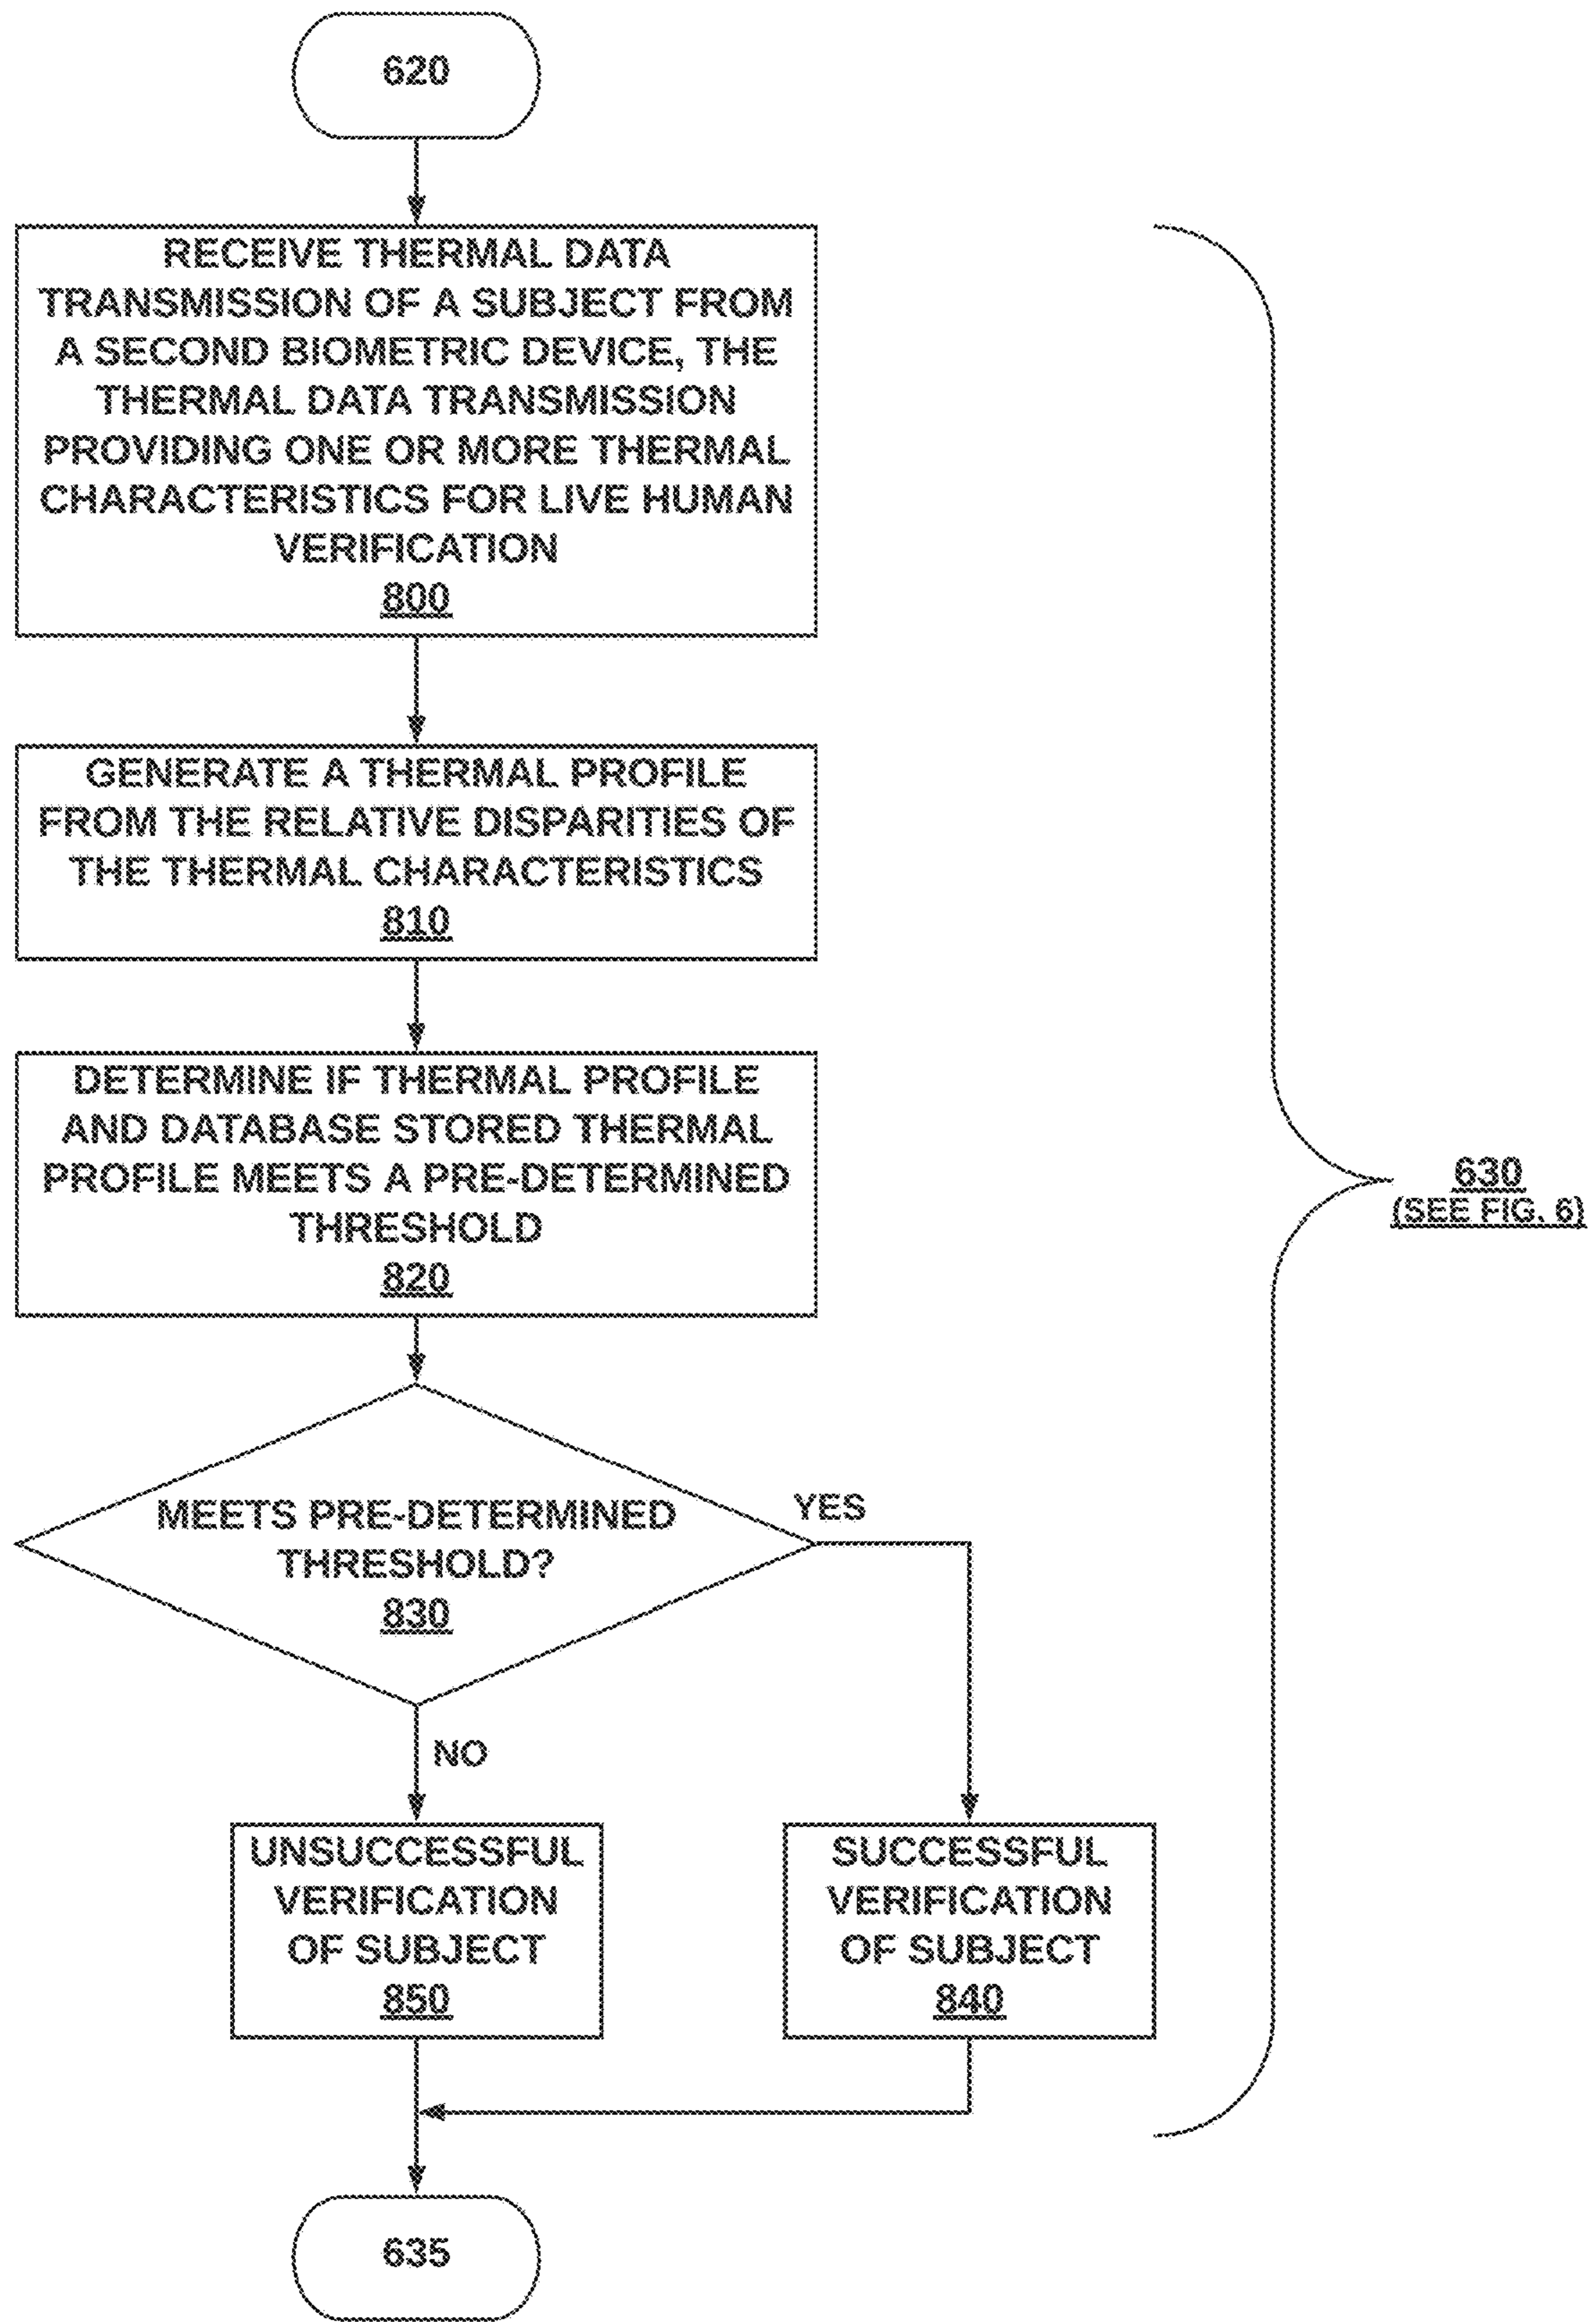 620
RECEIVE THERMAL DATA
TRANSMISSION OF A SUBJECT FROM
A SECOND BIOMETRIC DEVICE, THE
THERMAL DATA TRANSMISSION
PROVIDING ONE OR MORE THERMAL
CHARACTERISTICS FOR LIVE HUMAN
VERIFICATION
800
GENERATE A THERMAL PROFILE
FROM THE RELATIVE DISPARITIES OF
THE THERMAL CHARACTERISTICS
810
DETERMINE IF THERMAL PROFILE
AND DATABASE STORED THERMAL
PROFILE MEETS A PRE-DETERMINED
THRESHOLD
820
630
(SEE FIG. 6)
MEETS PRE-DETERMINED
THRESHOLD?
830
YES
NO
UNSUCCESSFUL
VERIFICATION
OF SUBJECT
850
SUCCESSFUL
VERIFICATION
OF SUBJECT
840
635